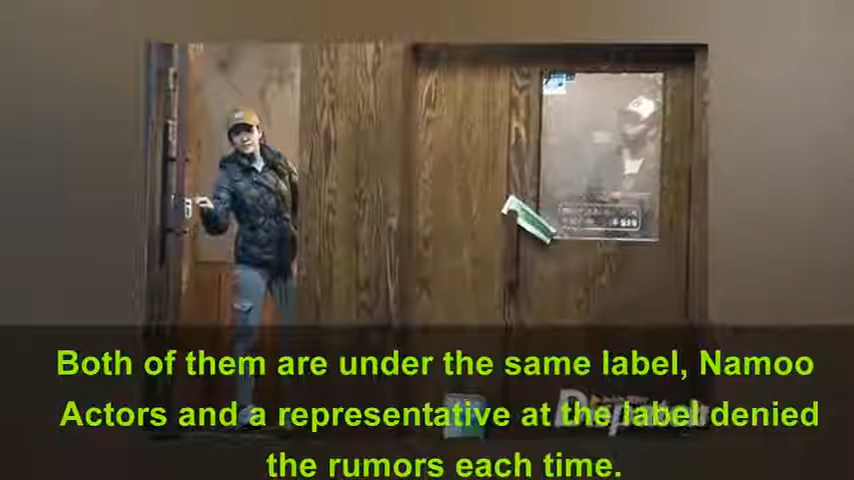 Both of them are under the same label, Namoo
Actors and a representative at the label denied
the rumors each time.
Dispatch